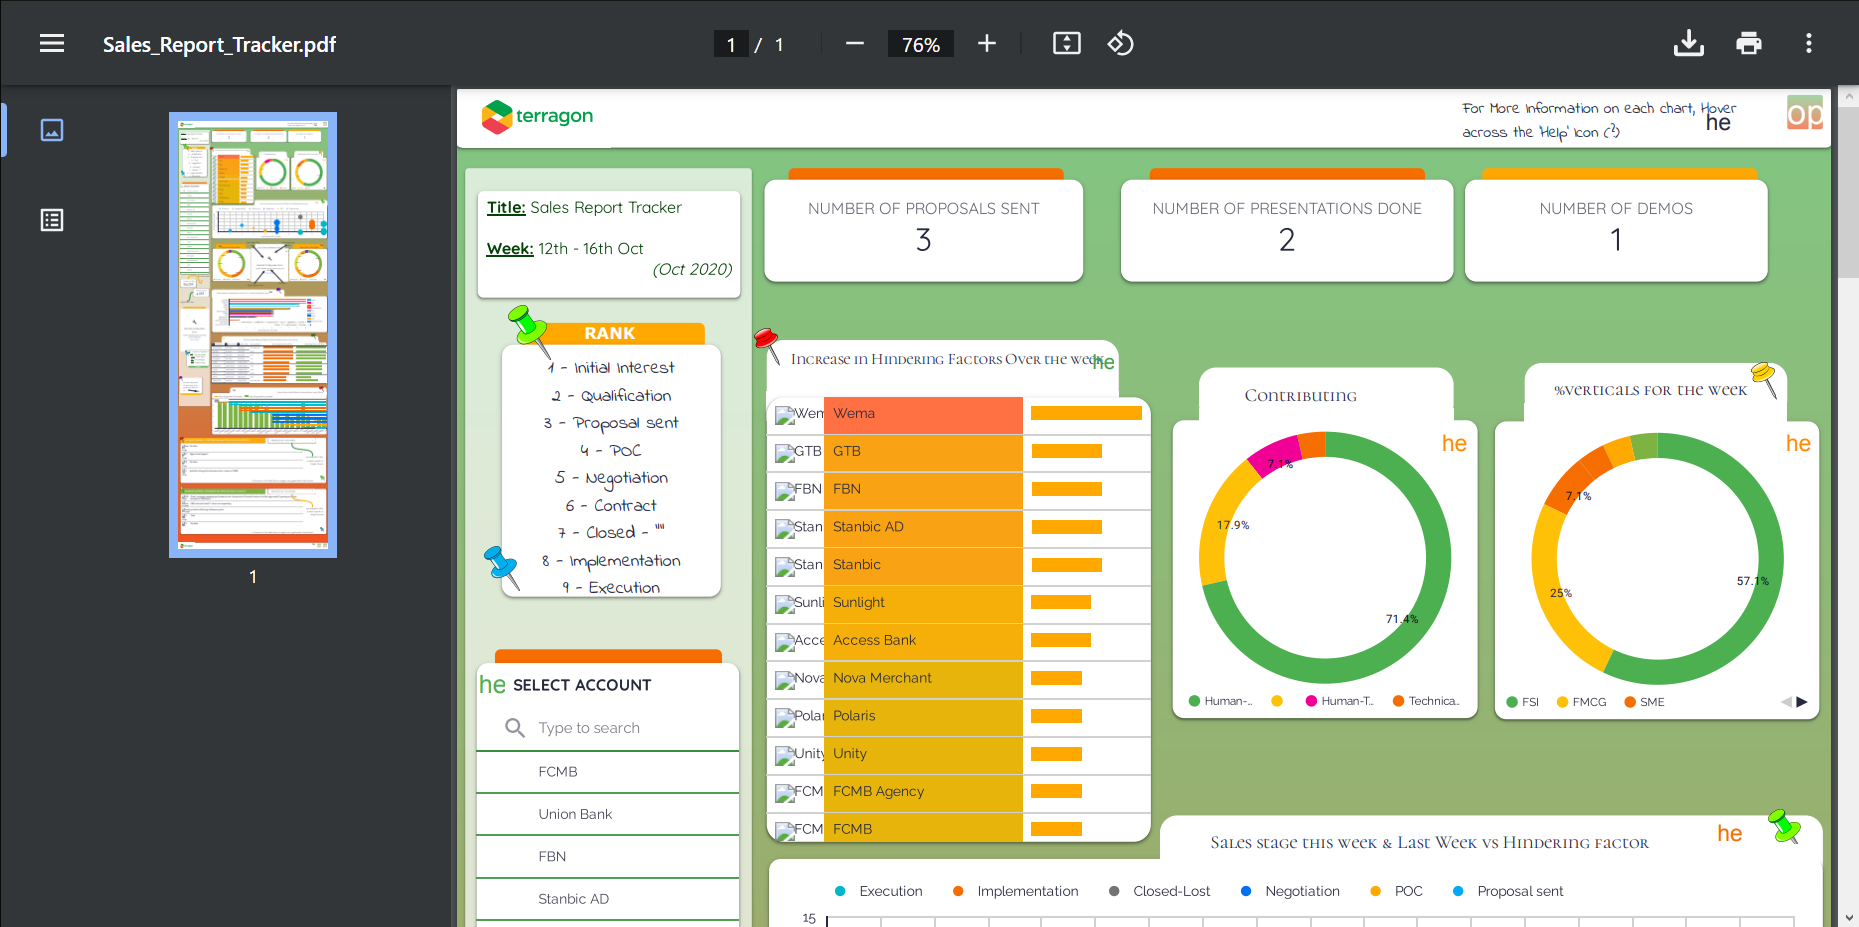 Sales_Report_Tracker.pdf
1 / 1
76%
1
terragon
For More Information on each chart, Hover
across the 'Help' Icon (?)
he
op
Title: Sales Report Tracker
Week: 12th - 16th Oct
(Oct 2020)
NUMBER OF PROPOSALS SENT
3
NUMBER OF PRESENTATIONS DONE
2
NUMBER OF DEMOS
1
RANK
1 - Initial Interest
2 - Qualification
3 - Proposal sent
4 - POC
5 - Negotiation
6 - Contract
7 - Closed - ""
8 - Implementation
9 - Execution
he SELECT ACCOUNT
Type to search
FCMB
Union Bank
FBN
Stanbic AD
Increase in Hindering Factors Over the week
he
Wem Wema
GTB GTB
FBN FBN
Stan Stanbic AD
Stan Stanbic
Sunli Sunlight
Acce Access Bank
Nova Nova Merchant
Polar Polaris
Unity Unity
FCM FCMB Agency
FCM FCMB
Contributing
he
7.1%
17.9%
71.4%
Human-..
Human-T..
Technica..
%Verticals for the week
he
7.1%
25%
57.1%
FSI
FMCG
SME
Sales stage this week & Last Week vs Hindering factor
he
Execution
Implementation
Closed-Lost
Negotiation
POC
Proposal sent
15